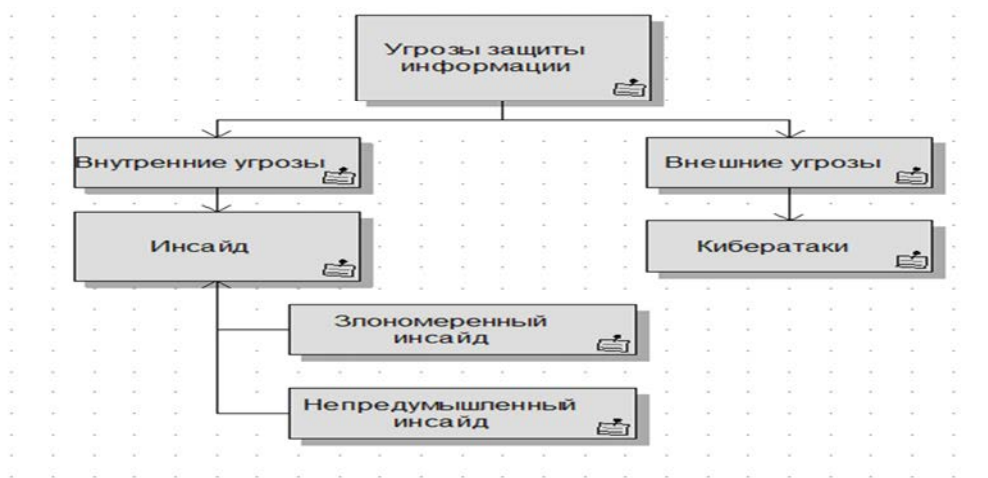 Угрозы защиты
информации
Внутренние угрозы
Внешние угрозы
Инсайд
Кибератаки
Злономеренный
инсайд
Непредумышленный
инсайд